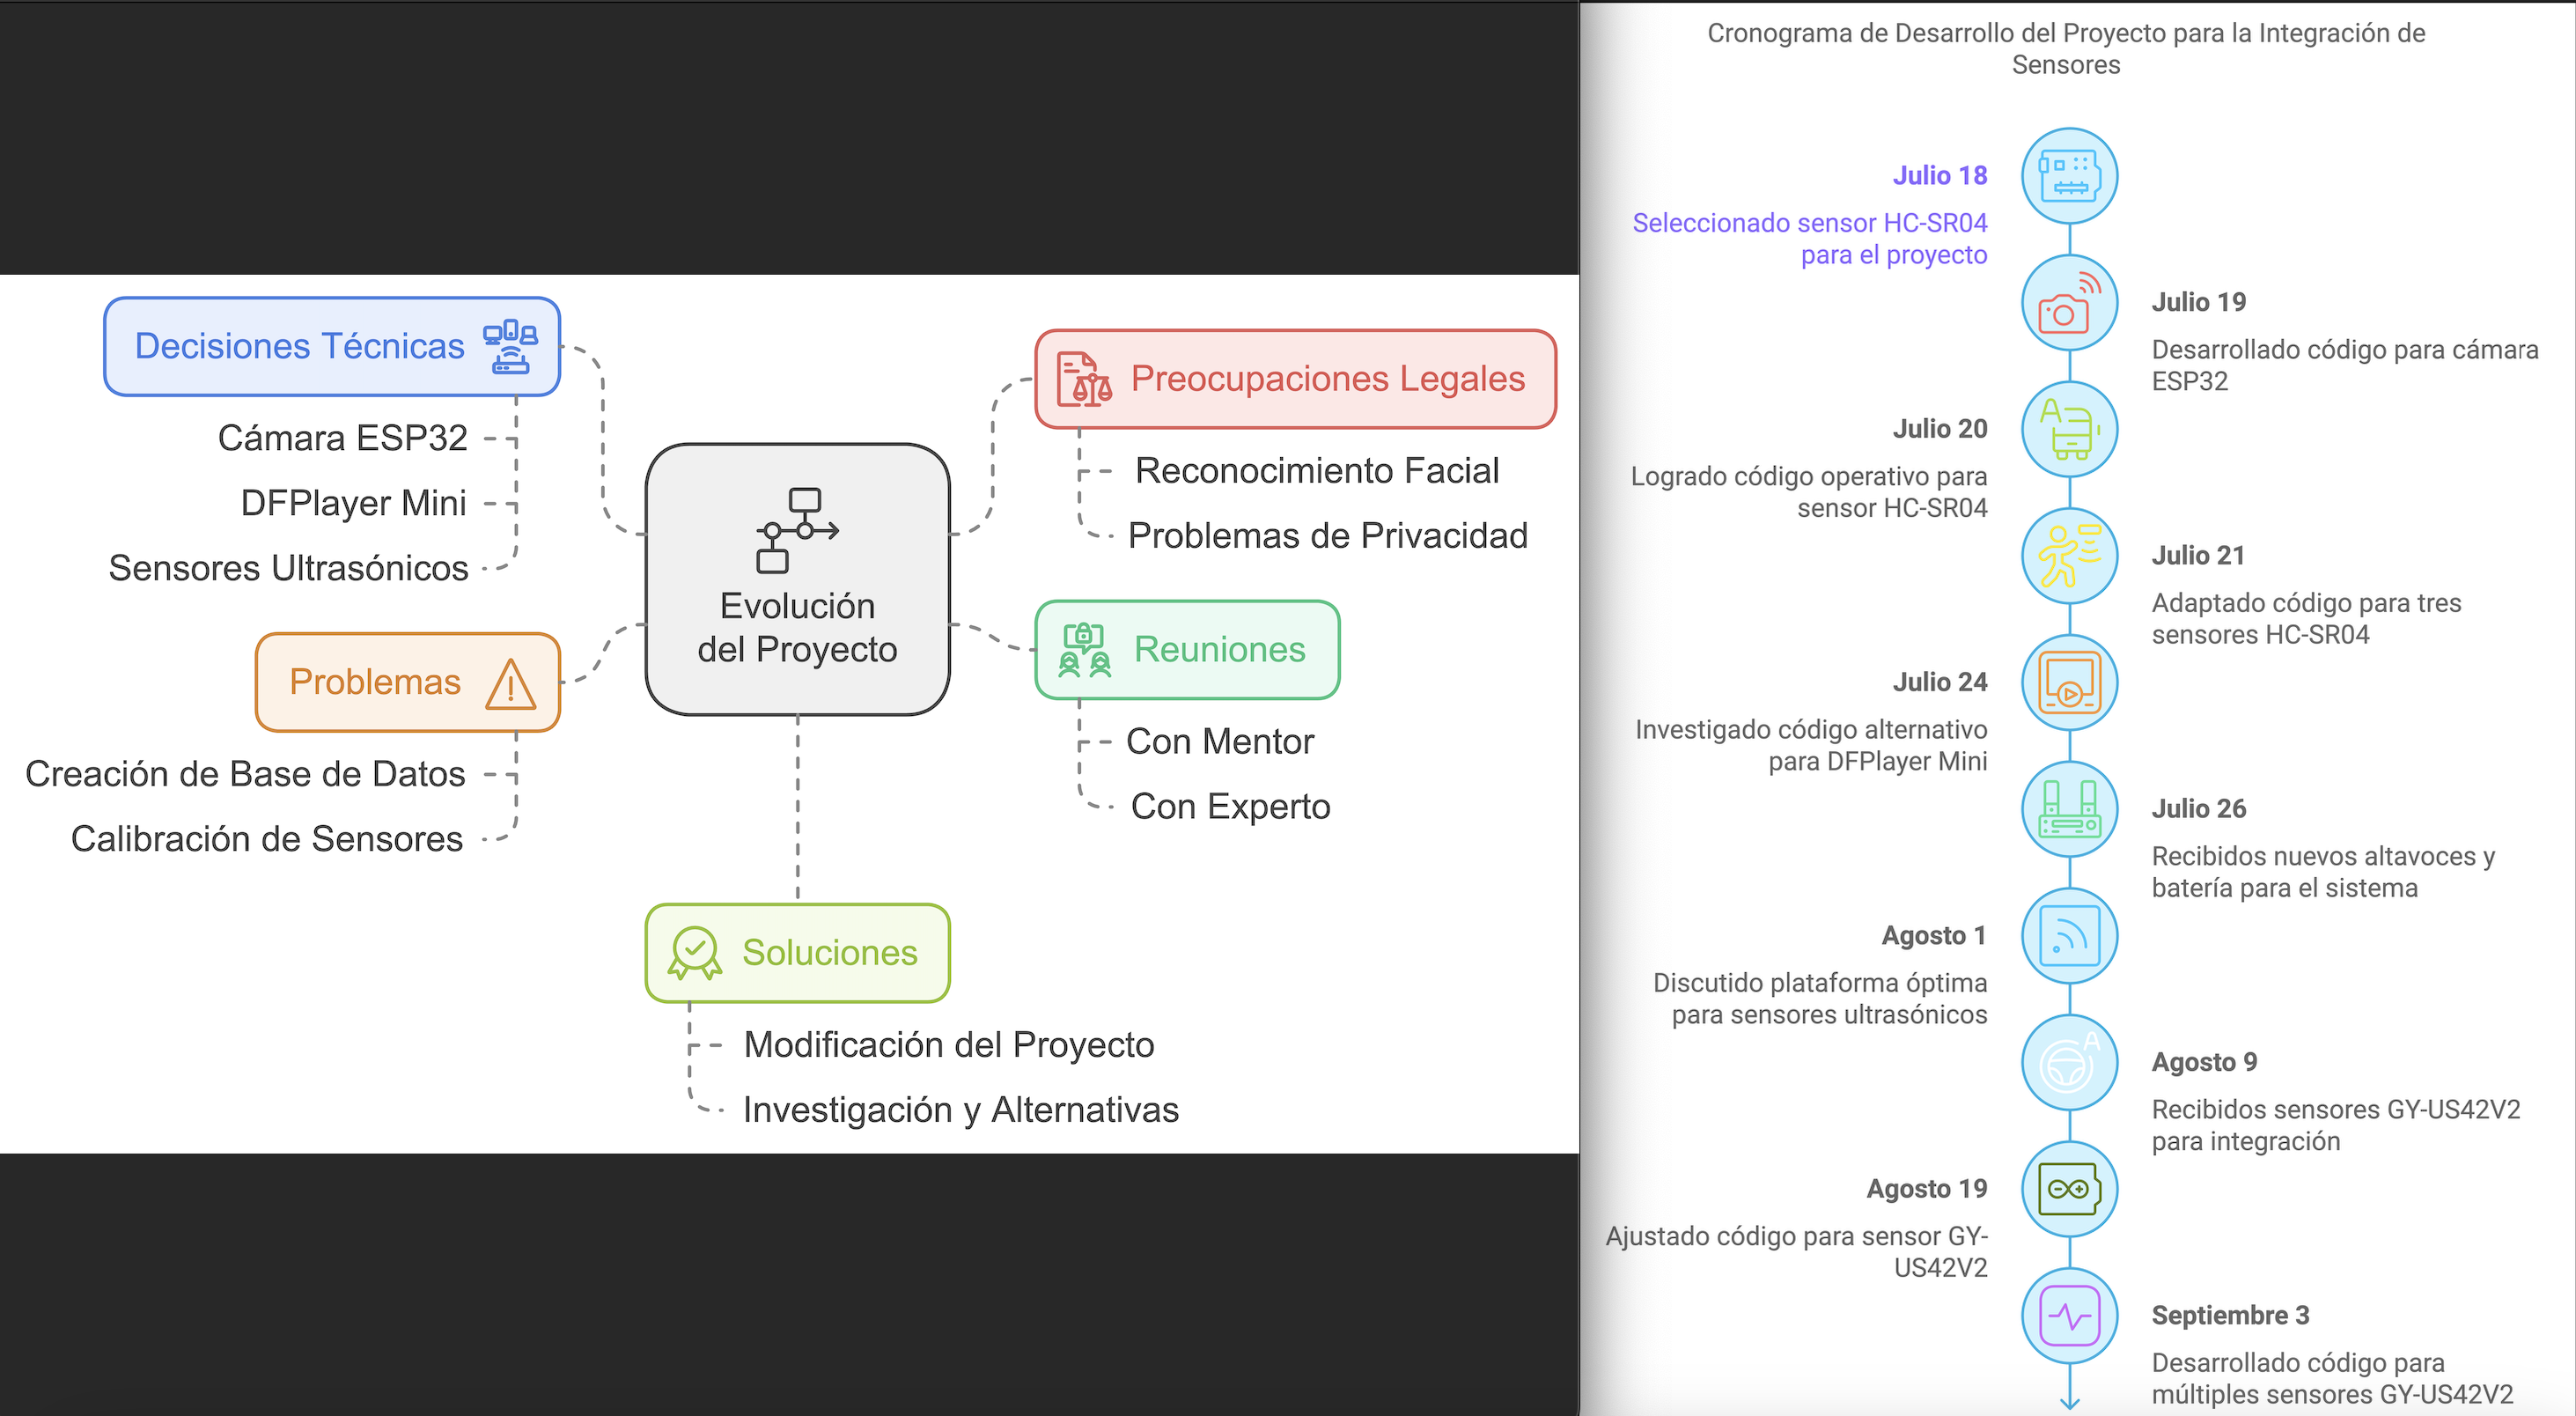 Decisiones Técnicas
Cámara ESP32
DFPlayer Mini
Sensores Ultrasónicos
Problemas
Creación de Base de Datos
Calibración de Sensores
Evolución
del Proyecto
Preocupaciones Legales
Reconocimiento Facial
Problemas de Privacidad
Reuniones
Con Mentor
Con Experto
Soluciones
Modificación del Proyecto
Investigación y Alternativas
Cronograma de Desarrollo del Proyecto para la Integración de
Sensores
Julio 18
Seleccionado sensor HC-SR04
para el proyecto
Julio 19
Desarrollado código para cámara
ESP32
Julio 20
Logrado código operativo para
sensor HC-SR04
Julio 21
Adaptado código para tres
sensores HC-SR04
Julio 24
Investigado código alternativo
para DFPlayer Mini
Julio 26
Recibidos nuevos altavoces y
batería para el sistema
Agosto 1
Discutido plataforma óptima
para sensores ultrasónicos
Agosto 9
Recibidos sensores GY-US42V2
para integración
Agosto 19
Ajustado código para sensor GY-
US42V2
Septiembre 3
Desarrollado código para
múltiples sensores GY-US42V2